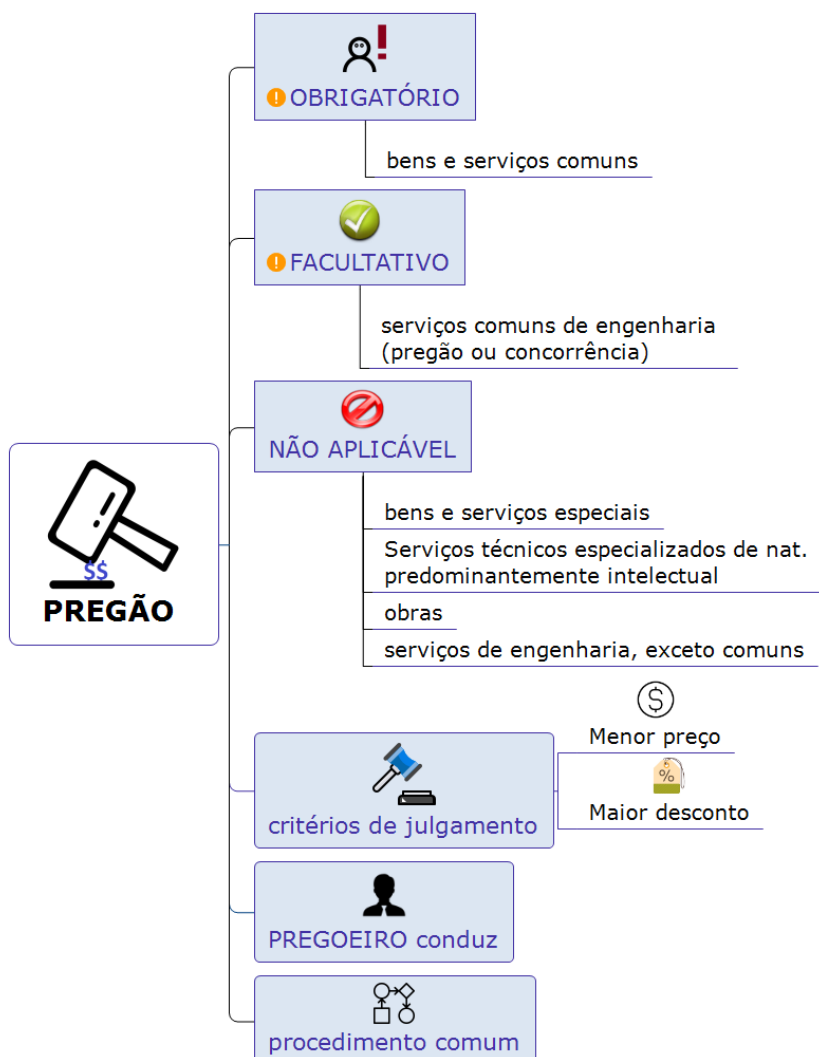 !
! OBRIGATÓRIO
bens e serviços comuns
! FACULTATIVO
serviços comuns de engenharia
(pregão ou concorrência)
NÃO APLICÁVEL
bens e serviços especiais
Serviços técnicos especializados de nat.
predominantemente intelectual
obras
serviços de engenharia, exceto comuns
$$
PREGÃO
critérios de julgamento
$
Menor preço
%
Maior desconto
PREGOEIRO conduz
procedimento comum